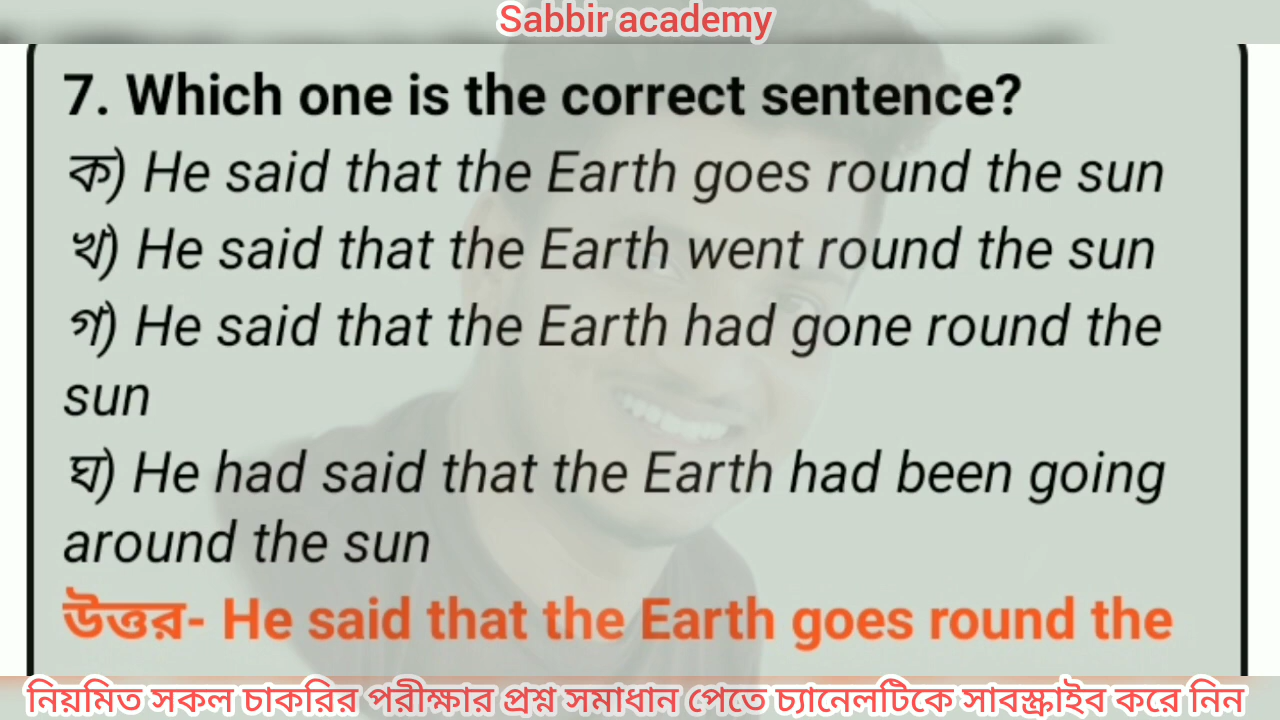 Sabbir academy
7. Which one is the correct sentence?
ক) He said that the Earth goes round the sun
খ) He said that the Earth went round the sun
গ) He said that the Earth had gone round the
sun
ঘ) He had said that the Earth had been going
around the sun
উত্তর- He said that the Earth goes round the
নিয়মিত সকল চাকরির পরীক্ষার প্রশ্ন সমাধান পেতে চ্যানেলটিকে সাবস্ক্রাইব করে নিন